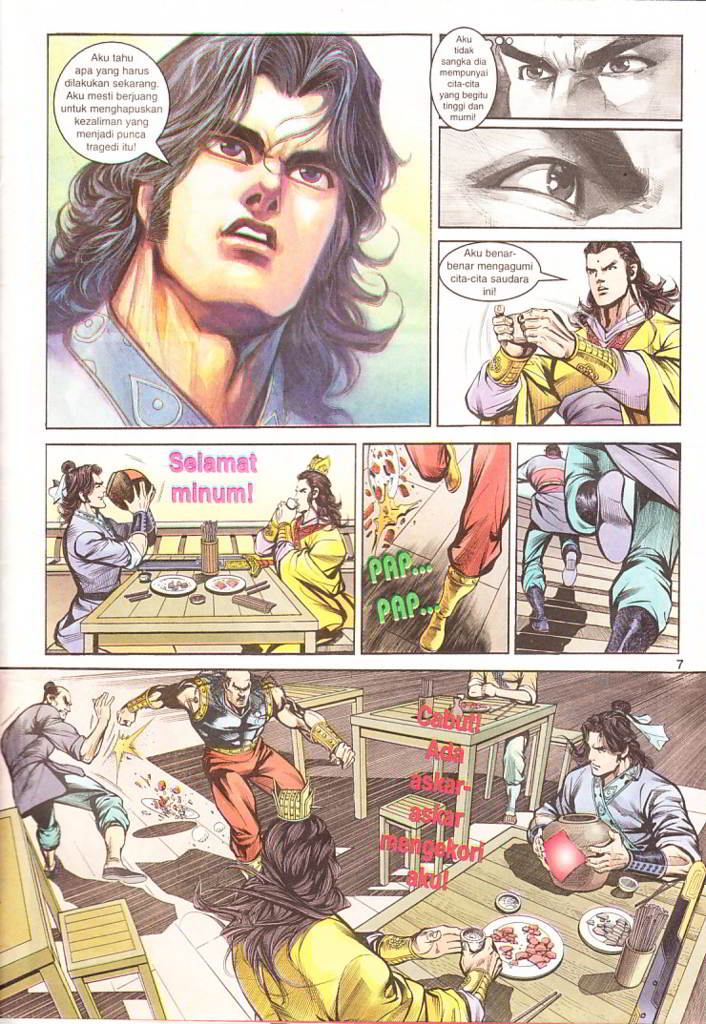 Aku tahu
apa yang harus
dilakukan sekarang.
Aku mesti berjuang
untuk menghapuskan
kezaliman yang
menjadi punca
tragedi itu!
Aku
tidak
sangka dia
mempunyai
cita-cita
yang begitu
tinggi dan
murni!
Aku benar-
benar mengagumi
cita-cita saudara
ini!
Selamat
minum!
PAP...
PAP...
7
Cabut!
Ada
askar-
askar
mengekori
aku!